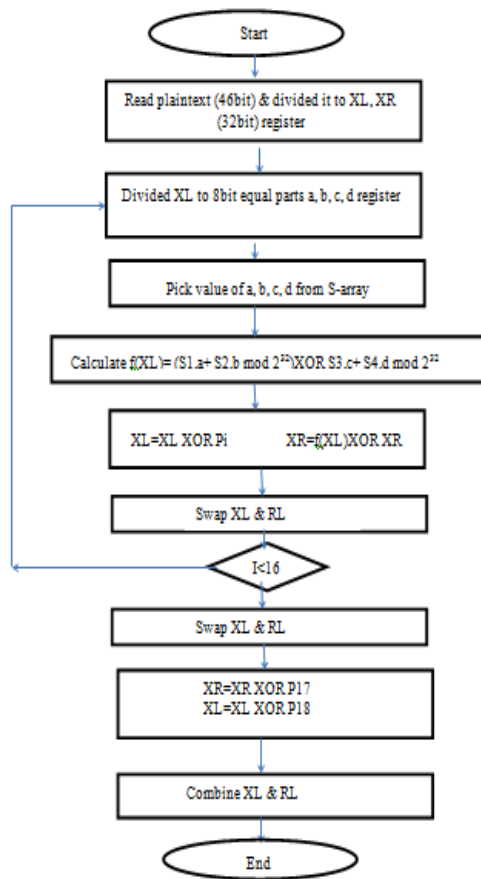 Start
Read plaintext (46bit) & divided it to XL, XR
(32bit) register
Divided XL to 8bit equal parts a, b, c, d register
Pick value of a, b, c, d from S-array
Calculate f(XL)= (S1.a+ S2.b mod 2³²)XOR S3.c+ S4.d mod 2³²
XL=XL XOR Pi XR=f(XL)XOR XR
Swap XL & RL
I<16
Swap XL & RL
XR=XR XOR P17
XL=XL XOR P18
Combine XL & RL
End